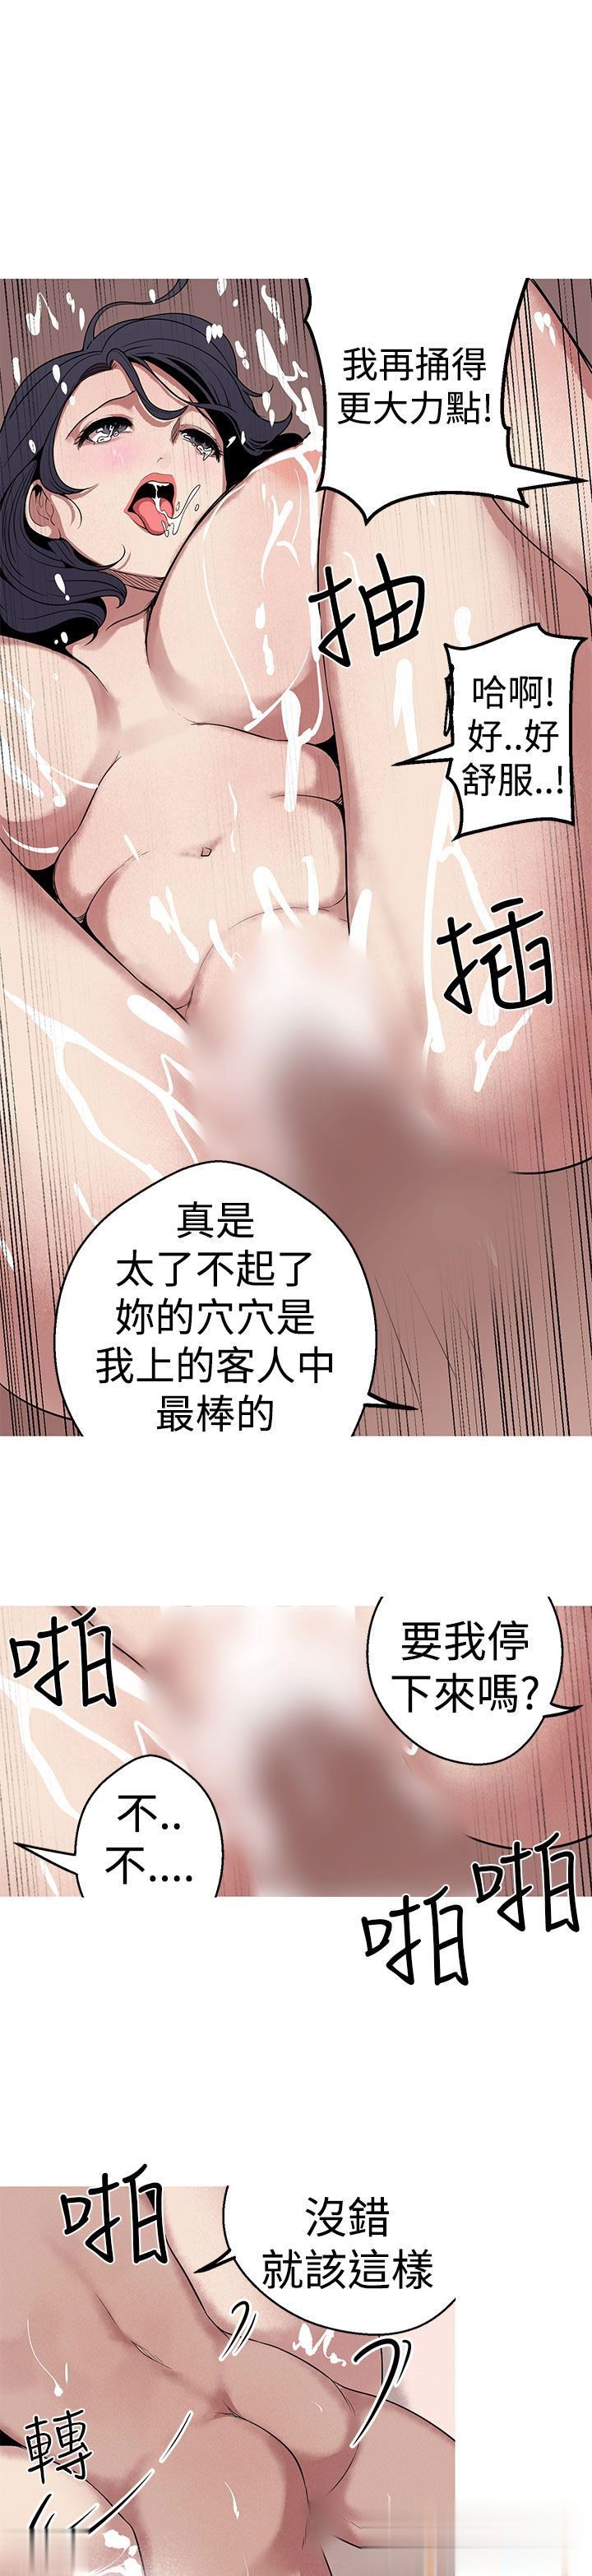 我再捅得
更大力點!
抽
哈啊!
好..好
舒服..!
插
真是
太了不起了
妳的穴穴是
我上的客人中
最棒的
啪
要我停
下來嗎?
不..
不....
啪
啪
啪
沒錯
就該這樣
轉